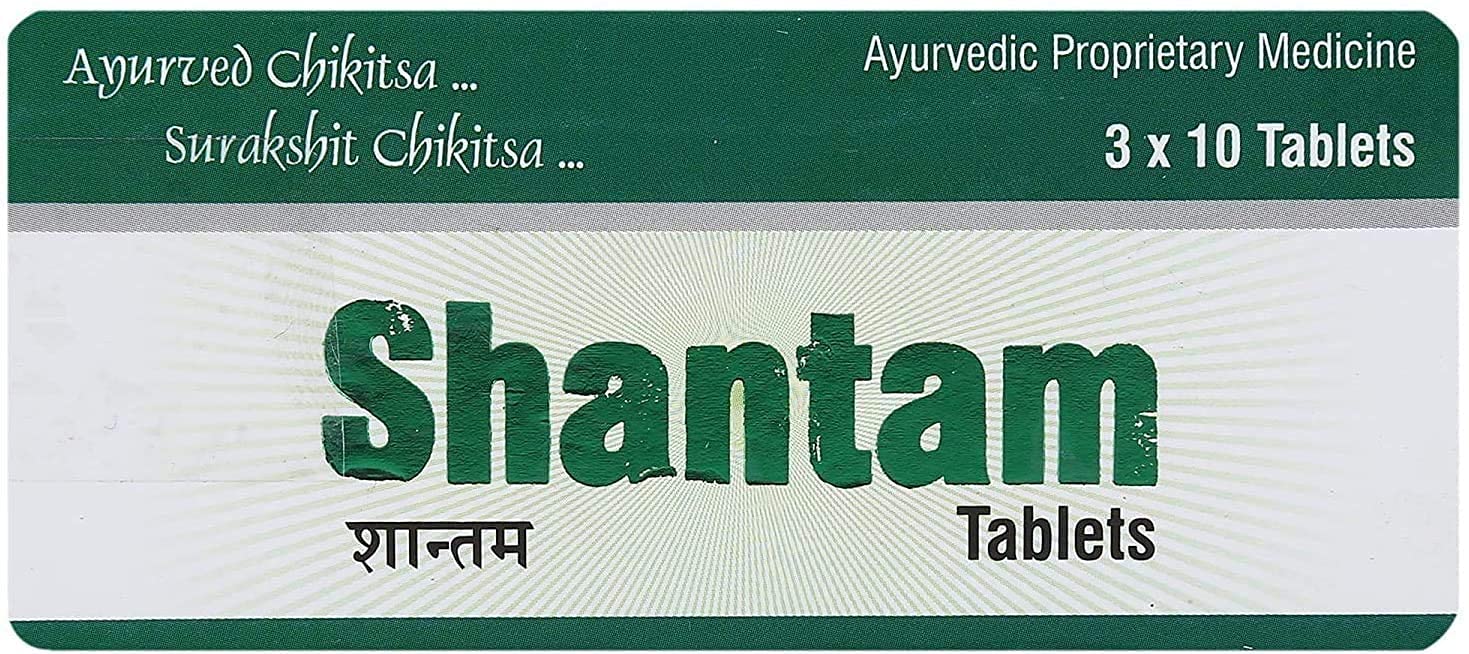 Ayurved Chikitsa ...
Surakshit Chikitsa ...
Ayurvedic Proprietary Medicine
3 x 10 Tablets
Shantam
शान्तम
Tablets